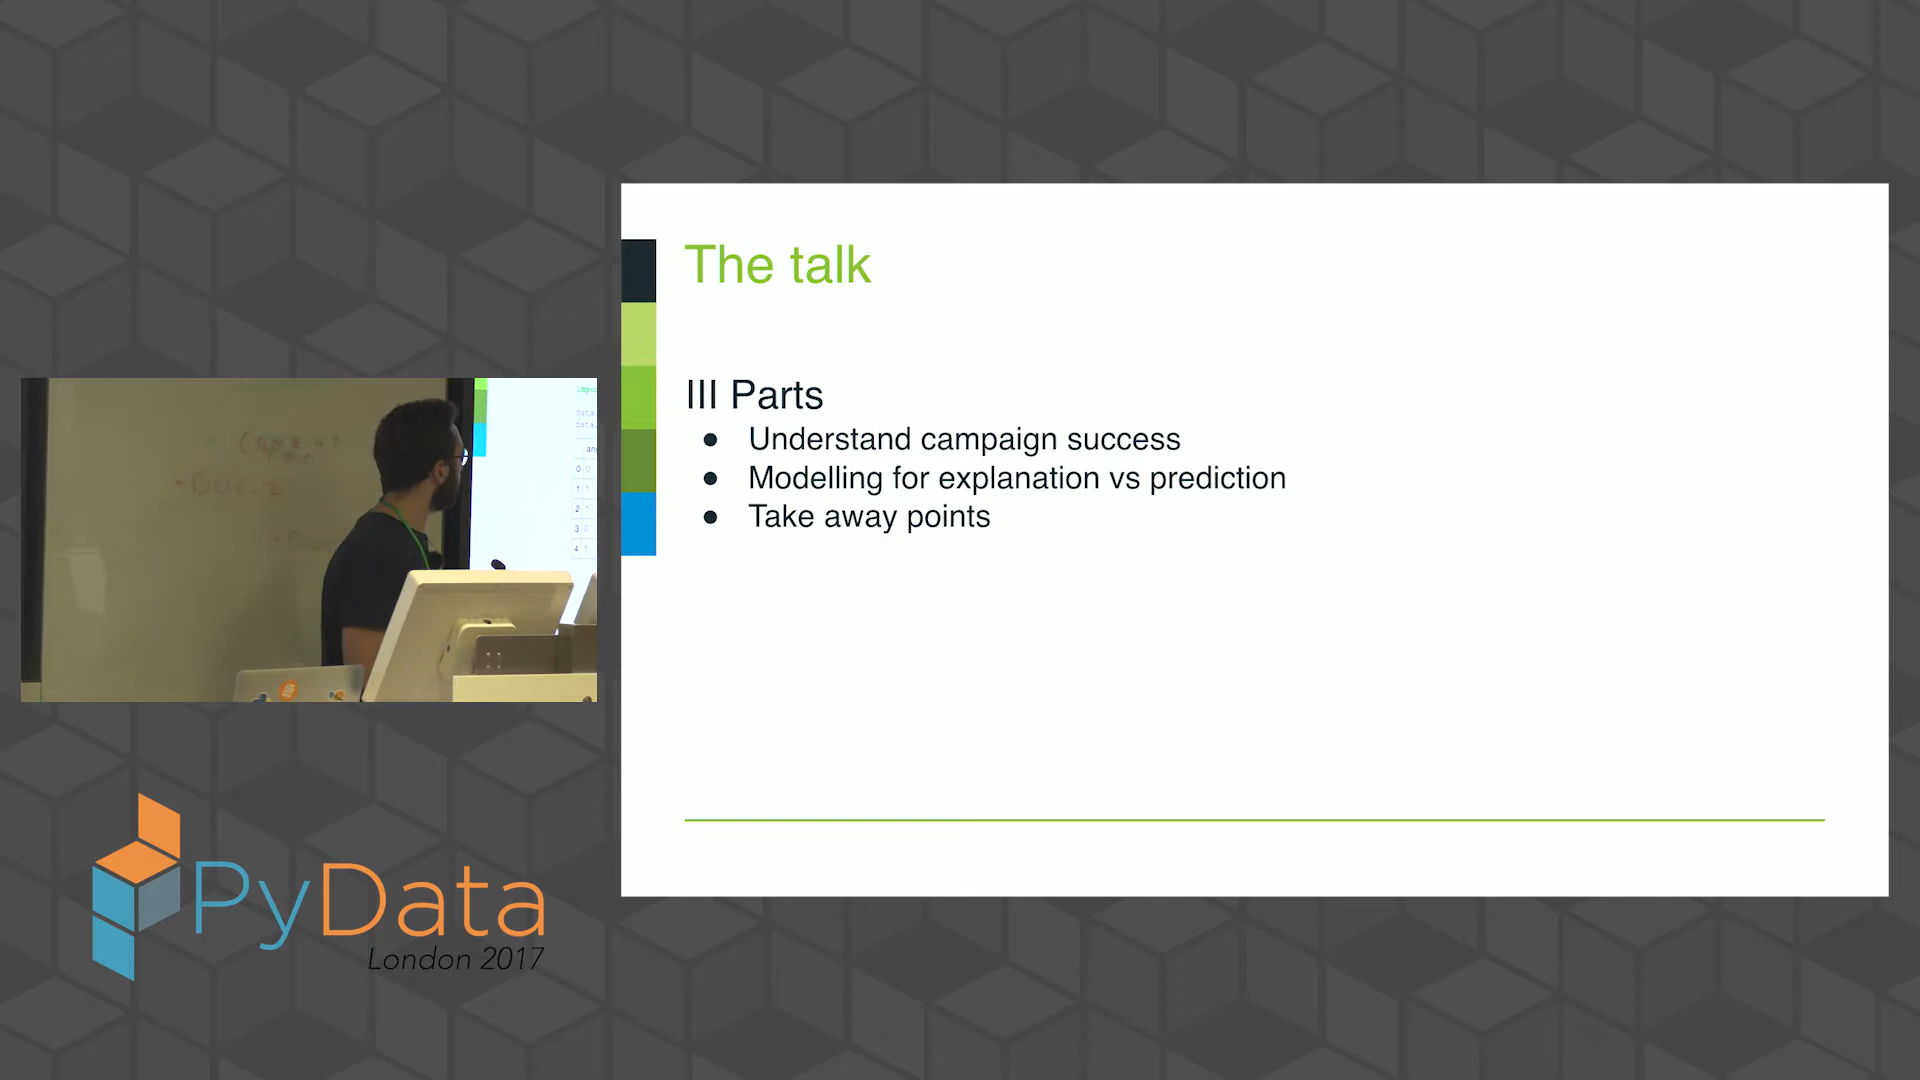 The talk
III Parts
● Understand campaign success
● Modelling for explanation vs prediction
● Take away points
PyData
London 2017